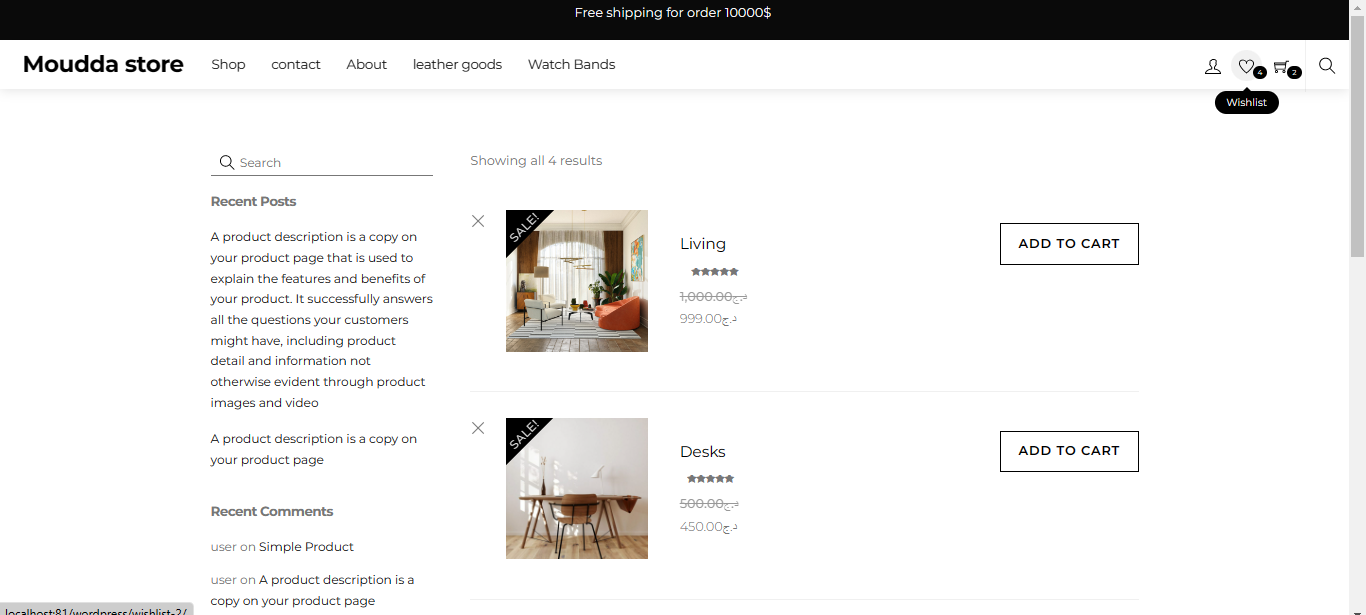 Free shipping for order 10000$
Moudda store Shop contact About leather goods Watch Bands 4 2
Wishlist
Search
Recent Posts
A product description is a copy on
your product page that is used to
explain the features and benefits of
your product. It successfully answers
all the questions your customers
might have, including product
detail and information not
otherwise evident through product
images and video
A product description is a copy on
your product page
Recent Comments
user on Simple Product
user on A product description is a
copy on your product page
Showing all 4 results
SALE!
Living
1,000.00د.ج
999.00د.ج
ADD TO CART
SALE!
Desks
500.00د.ج
450.00د.ج
ADD TO CART
localhost:81/wordpress/wishlist-2/